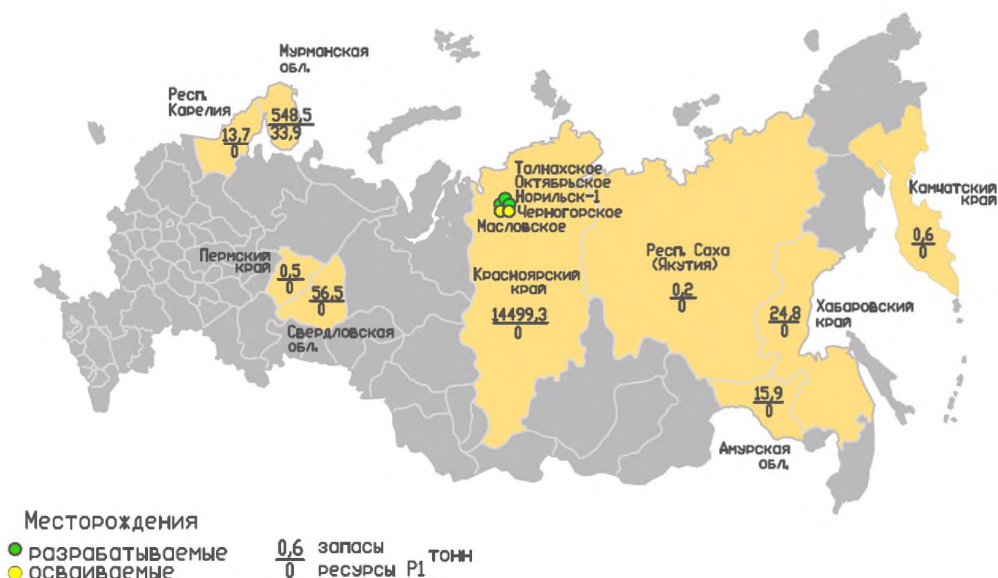 Мурманская
обл.
Респ.
Карелия
548,5
33,9
13,7
0
Талнахское
Октябрьское
Норильск-1
Черногорское
Масловское
Камчатский
край
0,6
0
Пермский
край
0,5
0
56,5
0
Свердловская
обл.
Красноярский
край
14499,3
0
Респ. Саха
(Якутия)
0,2
0
24,8
0
Хабаровский
край
15,9
0
Амурская
обл.
Месторождения
разрабатываемые
осваиваемые
0,6 запасы
0 ресурсы Р1
тонн